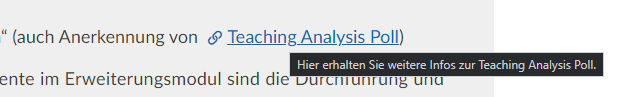 “ (auch Anerkennung von Teaching Analysis Poll)
Hier erhalten Sie weitere Infos zur Teaching Analysis Poll.
ente im Erweiterungsmodul sind die Durchführung und